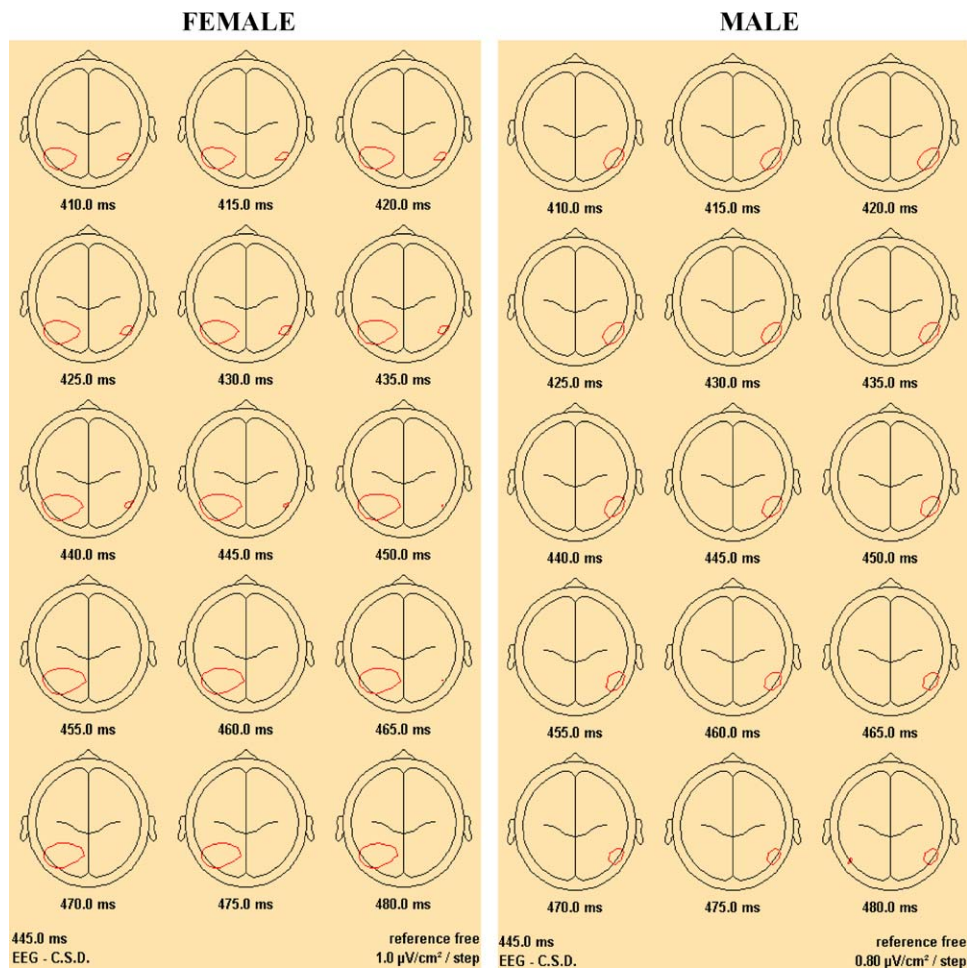 FEMALE
410.0 ms 415.0 ms 420.0 ms
425.0 ms 430.0 ms 435.0 ms
440.0 ms 445.0 ms 450.0 ms
455.0 ms 460.0 ms 465.0 ms
470.0 ms 475.0 ms 480.0 ms
445.0 ms reference free
EEG - C.S.D. 1.0 µV/cm² / step
MALE
410.0 ms 415.0 ms 420.0 ms
425.0 ms 430.0 ms 435.0 ms
440.0 ms 445.0 ms 450.0 ms
455.0 ms 460.0 ms 465.0 ms
470.0 ms 475.0 ms 480.0 ms
445.0 ms reference free
EEG - C.S.D. 0.80 µV/cm² / step